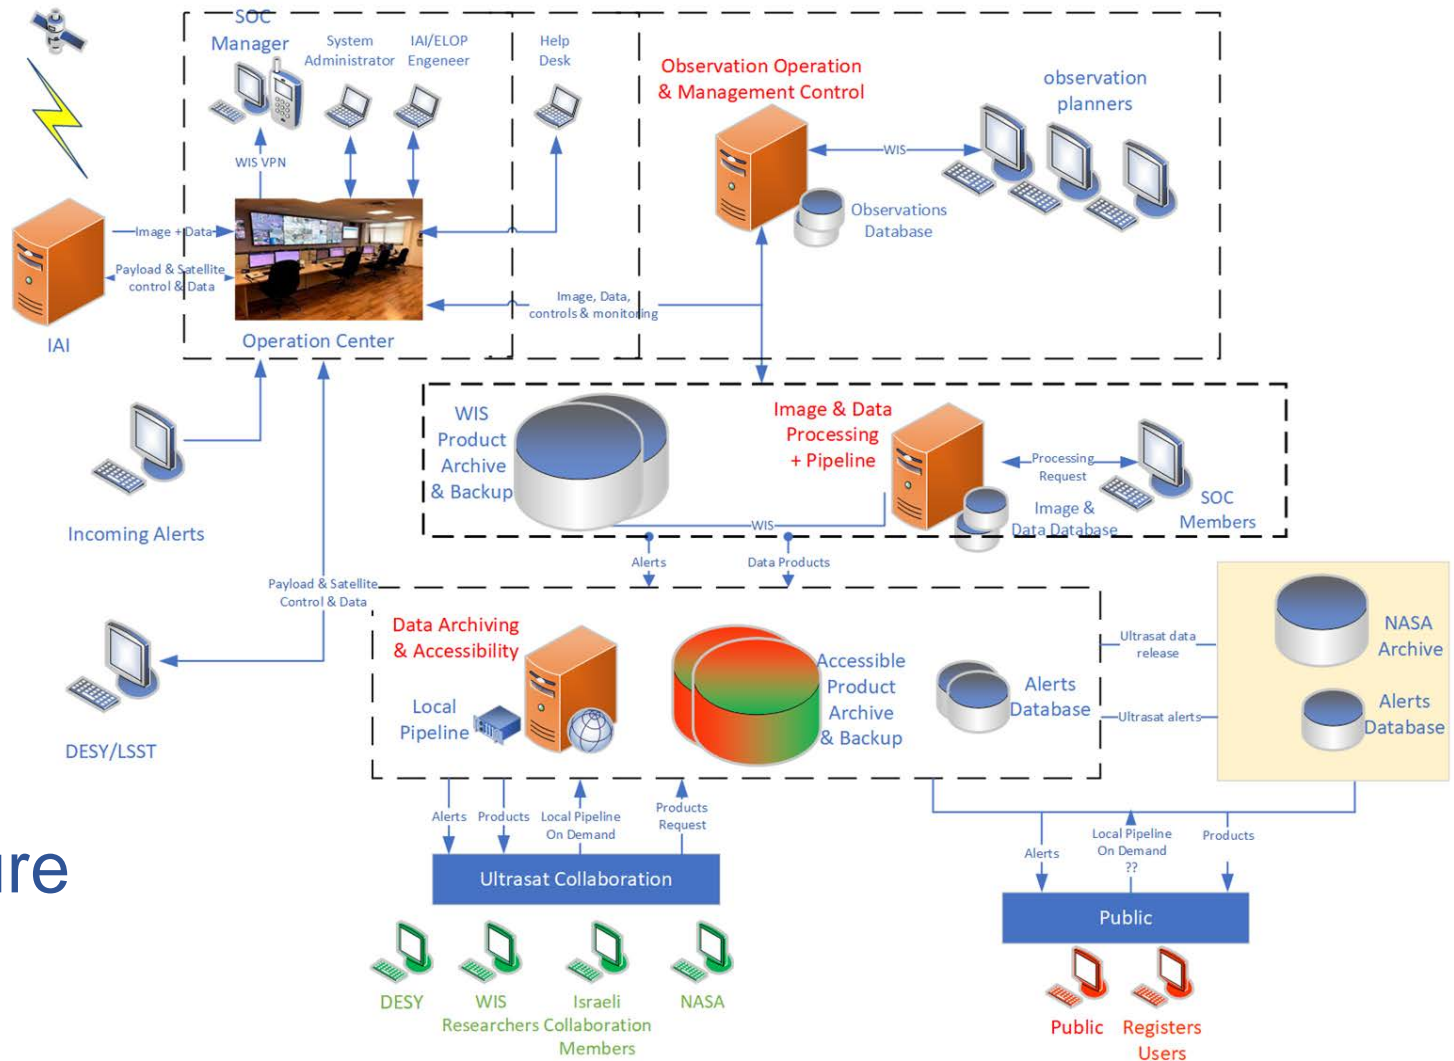 SOC
Manager
System
Administrator
IAI/ELOP
Engeneer
Help
Desk
WIS VPN
Observation Operation
& Management Control
observation
planners
WIS
Observations
Database
Image + Data
Payload & Satellite
control & Data
IAI
Operation Center
Image, Data,
controls & monitoring
Incoming Alerts
WIS
Product
Archive
& Backup
Image & Data
Processing
+ Pipeline
Processing
Request
Image &
Data Database
SOC
Members
WIS
Alerts
Data Products
Payload & Satellite
Control & Data
DESY/LSST
Data Archiving
& Accessibility
Local
Pipeline
Accessible
Product
Archive
& Backup
Alerts
Database
Ultrasat data
release
Ultrasat alerts
NASA
Archive
Alerts
Database
Alerts
Products
Local Pipeline
On Demand
Products
Request
Ultrasat Collaboration
Alerts
Local Pipeline
On Demand
??
Products
Public
ure
DESY
WIS
Researchers
Israeli
Collaboration
Members
NASA
Public
Registers
Users